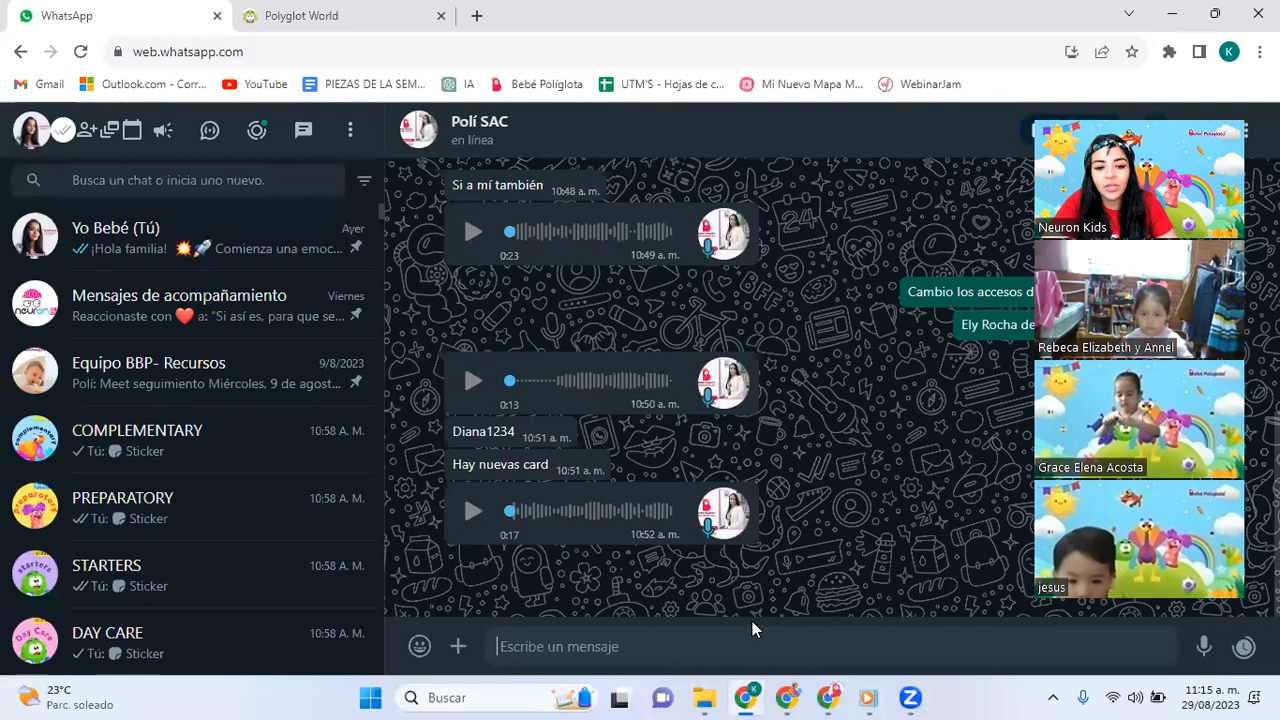 WhatsApp
Polyglot World
web.whatsapp.com
K
Gmail
Outlook.com - Corr...
YouTube
PIEZAS DE LA SEM...
IA
Bebé Políglota
UTM'S - Hojas de c...
Mi Nuevo Mapa M...
WebinarJam
Polí SAC
en línea
Busca un chat o inicia uno nuevo.
Yo Bebé (Tú)
Ayer
¡Hola familia! 💥🚀 Comienza una emoc...
Mensajes de acompañamiento
Viernes
Reaccionaste con ❤️ a: "Si así es, para que se...
Equipo BBP- Recursos
9/8/2023
Polí: Meet seguimiento Miércoles, 9 de agost...
COMPLEMENTARY
10:58 A. M.
Tú: Sticker
PREPARATORY
10:58 A. M.
Tú: Sticker
STARTERS
10:58 A. M.
Tú: Sticker
DAY CARE
10:58 A. M.
Tú: Sticker
Si a mí también
10:48 a. m.
0:23
10:49 a. m.
Cambio los accesos d
Ely Rocha de
0:13
10:50 a. m.
Diana1234
10:51 a. m.
Hay nuevas card
10:51 a. m.
0:17
10:52 a. m.
Escribe un mensaje
Bebé Políglota
Neuron Kids
Rebeca Elizabeth y Annel
Bebé Políglota
Grace Elena Acosta
Bebé Políglota
jesus
23°C
Parc. soleado
Buscar
11:15 a. m.
29/08/2023